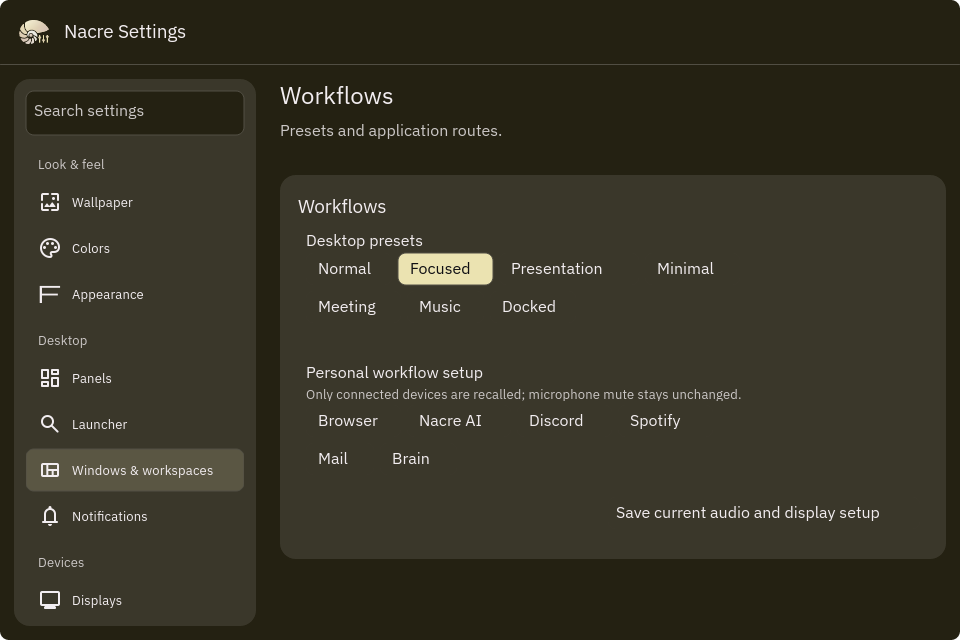 Nacre Settings
Search settings
Look & feel
Wallpaper
Colors
Appearance
Desktop
Panels
Launcher
Windows & workspaces
Notifications
Devices
Displays
Workflows
Presets and application routes.
Workflows
Desktop presets
Normal Focused Presentation Minimal
Meeting Music Docked
Personal workflow setup
Only connected devices are recalled; microphone mute stays unchanged.
Browser Nacre AI Discord Spotify
Mail Brain
Save current audio and display setup